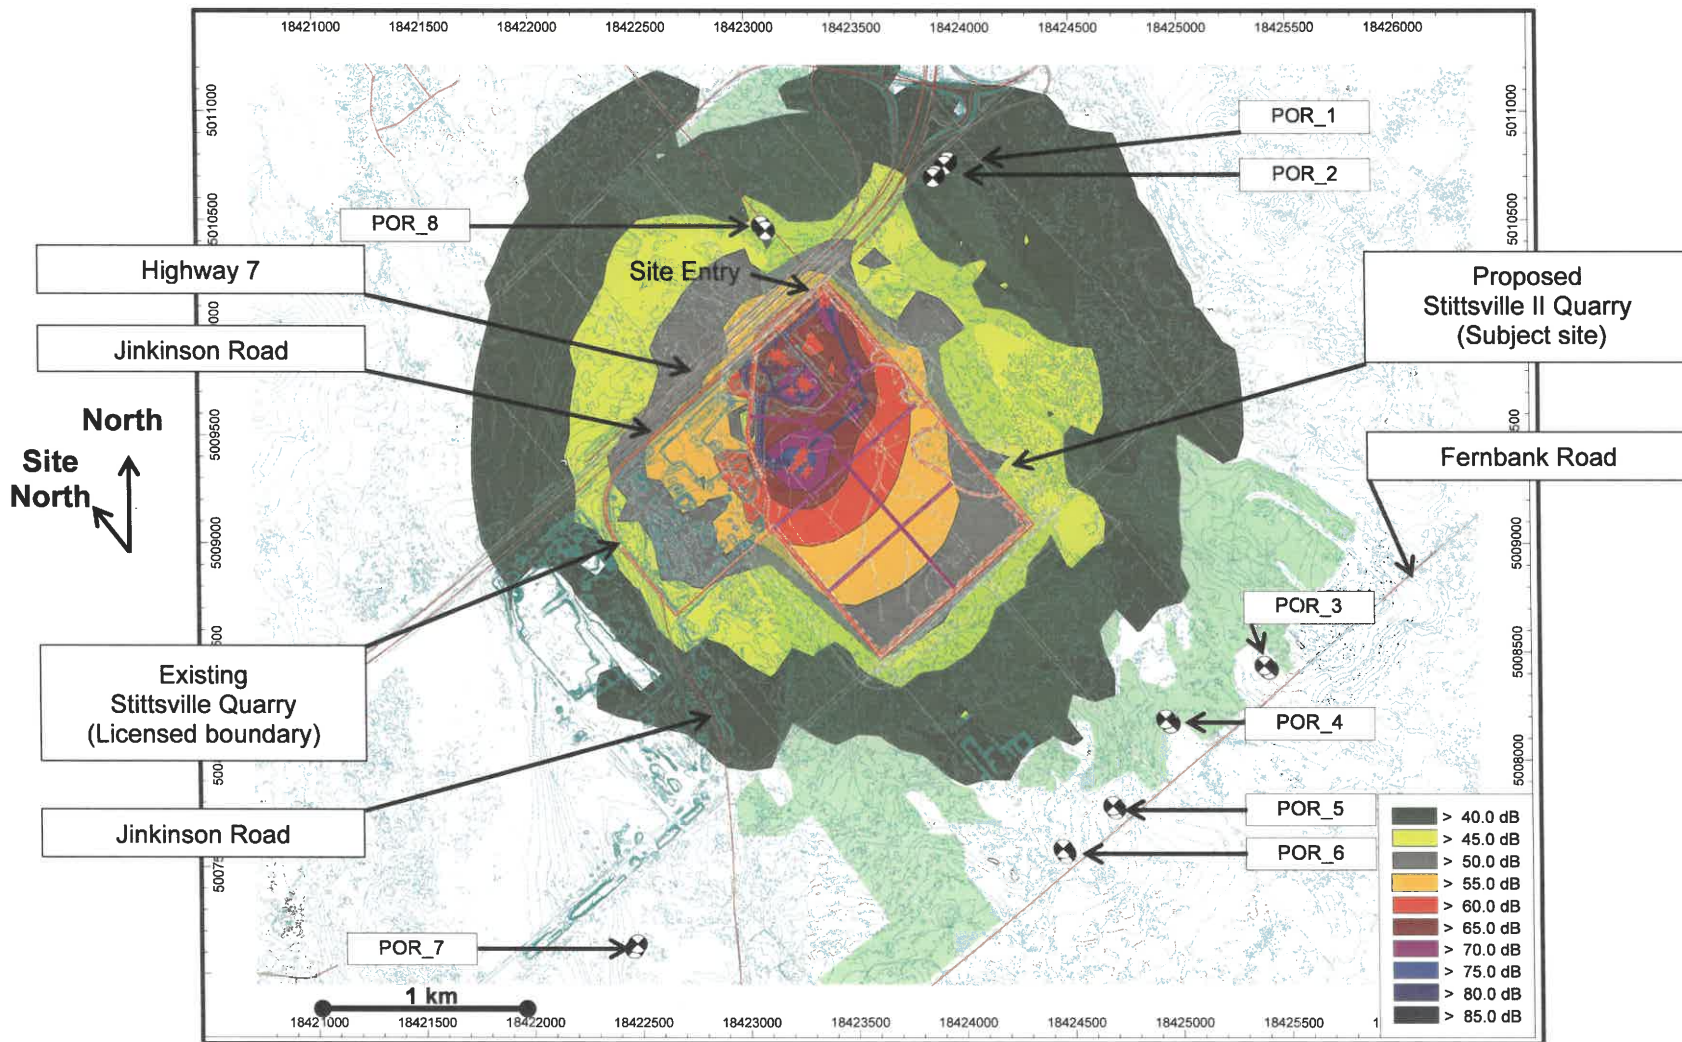 18421000 18421500 18422000 18422500 18423000 18423500 18424000 18424500 18425000 18425500 18426000
5011000
5011000
POR_1
POR_2
5010500
5010500
POR_8
Highway 7
Site Entry
Proposed
Stittsville II Quarry
(Subject site)
Jinkinson Road
North
Site
North
5009500
Fernbank Road
5009000
5009000
POR_3
5008500
Existing
Stittsville Quarry
(Licensed boundary)
POR_4
5008000
Jinkinson Road
POR_5
POR_6
POR_7
> 40.0 dB
> 45.0 dB
> 50.0 dB
> 55.0 dB
> 60.0 dB
> 65.0 dB
> 70.0 dB
> 75.0 dB
> 80.0 dB
> 85.0 dB
1 km
18421000 18421500 18422000 18422500 18423000 18423500 18424000 18424500 18425000 18425500